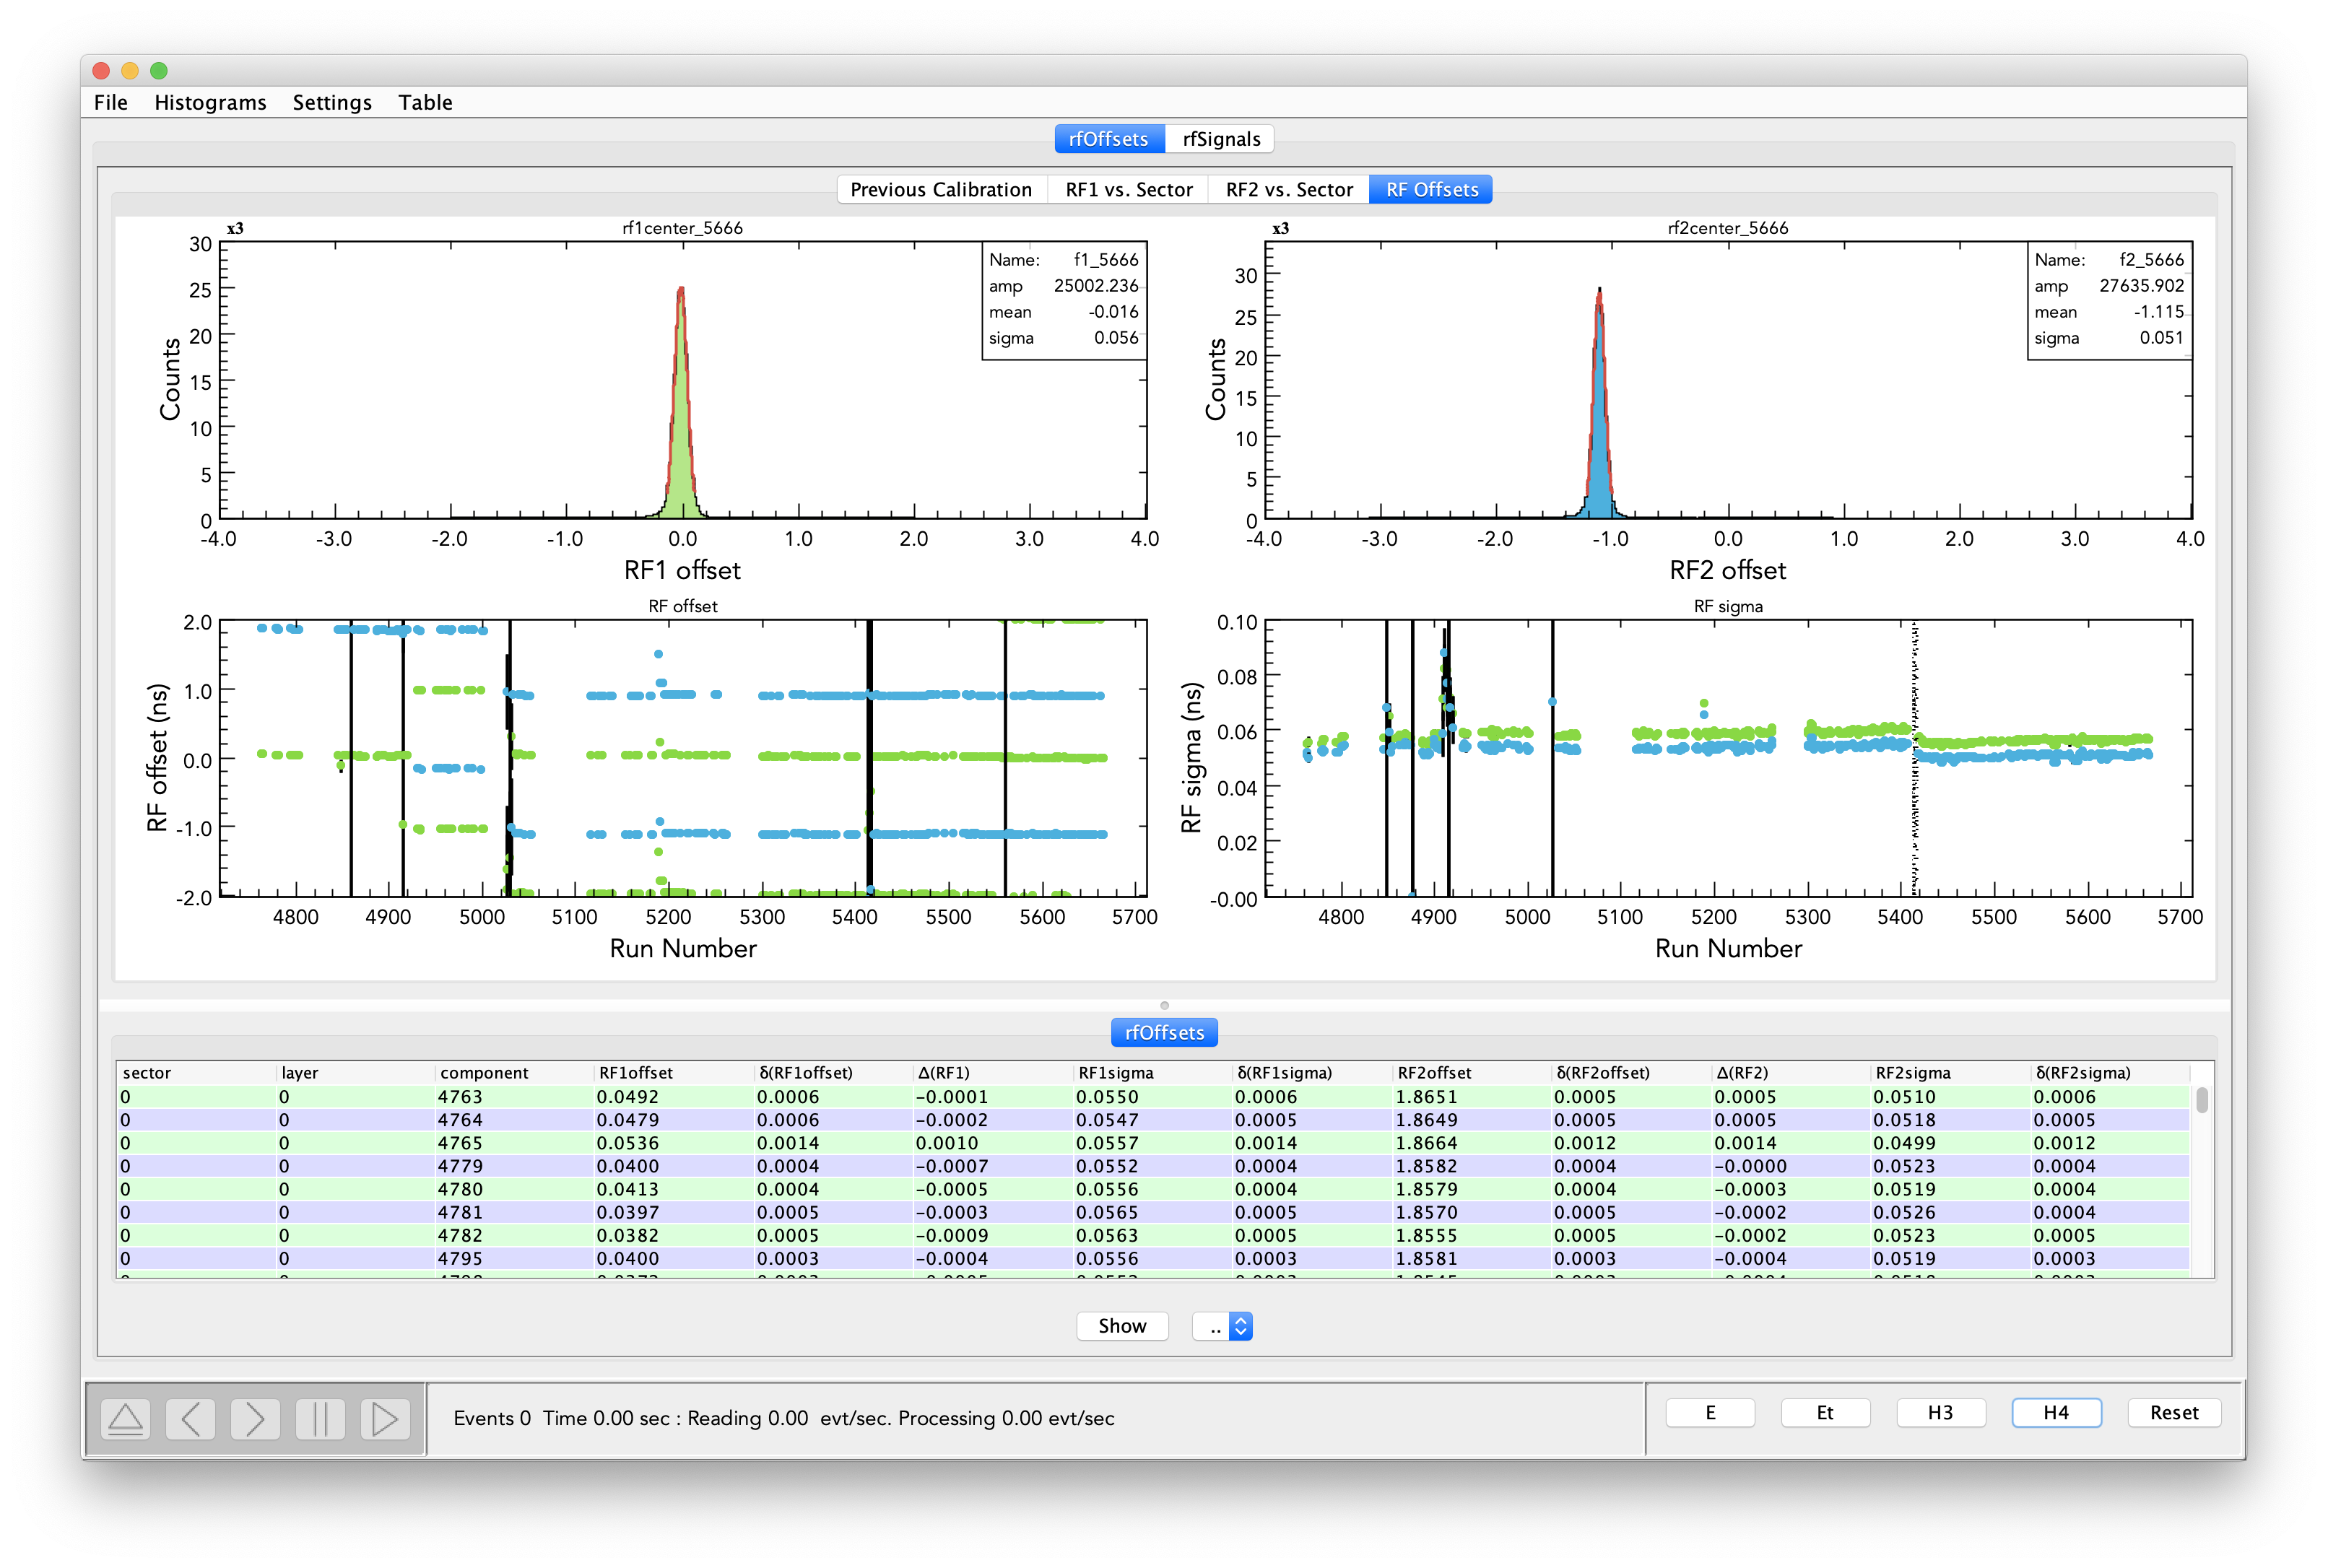 File Histograms Settings Table
rfOffsets rfSignals
Previous Calibration RF1 vs. Sector RF2 vs. Sector RF Offsets
x3 rf1center_5666
Name: f1_5666
amp 25002.236
mean -0.016
sigma 0.056
30
25
20
15
10
5
0
Counts
-4.0 -3.0 -2.0 -1.0 0.0 1.0 2.0 3.0 4.0
RF1 offset
x3 rf2center_5666
Name: f2_5666
amp 27635.902
mean -1.115
sigma 0.051
30
25
20
15
10
5
0
Counts
-4.0 -3.0 -2.0 -1.0 0.0 1.0 2.0 3.0 4.0
RF2 offset
RF offset
2.0
1.0
0.0
-1.0
-2.0
RF offset (ns)
4800 4900 5000 5100 5200 5300 5400 5500 5600 5700
Run Number
RF sigma
0.10
0.08
0.06
0.04
0.02
-0.00
RF sigma (ns)
4800 4900 5000 5100 5200 5300 5400 5500 5600 5700
Run Number
rfOffsets
sector layer component RF1offset δ(RF1offset) Δ(RF1) RF1sigma δ(RF1sigma) RF2offset δ(RF2offset) Δ(RF2) RF2sigma δ(RF2sigma)
0 0 4763 0.0492 0.0006 −0.0001 0.0550 0.0006 1.8651 0.0005 0.0005 0.0510 0.0006
0 0 4764 0.0479 0.0006 −0.0002 0.0547 0.0005 1.8649 0.0005 0.0005 0.0518 0.0005
0 0 4765 0.0536 0.0014 0.0010 0.0557 0.0014 1.8664 0.0012 0.0014 0.0499 0.0012
0 0 4779 0.0400 0.0004 −0.0007 0.0552 0.0004 1.8582 0.0004 −0.0000 0.0523 0.0004
0 0 4780 0.0413 0.0004 −0.0005 0.0556 0.0004 1.8579 0.0004 −0.0003 0.0519 0.0004
0 0 4781 0.0397 0.0005 −0.0003 0.0565 0.0005 1.8570 0.0005 −0.0002 0.0526 0.0004
0 0 4782 0.0382 0.0005 −0.0009 0.0563 0.0005 1.8555 0.0005 −0.0002 0.0523 0.0005
0 0 4795 0.0400 0.0003 −0.0004 0.0556 0.0003 1.8581 0.0003 −0.0004 0.0519 0.0003
Show ..
Events 0 Time 0.00 sec : Reading 0.00 evt/sec. Processing 0.00 evt/sec
E Et H3 H4 Reset